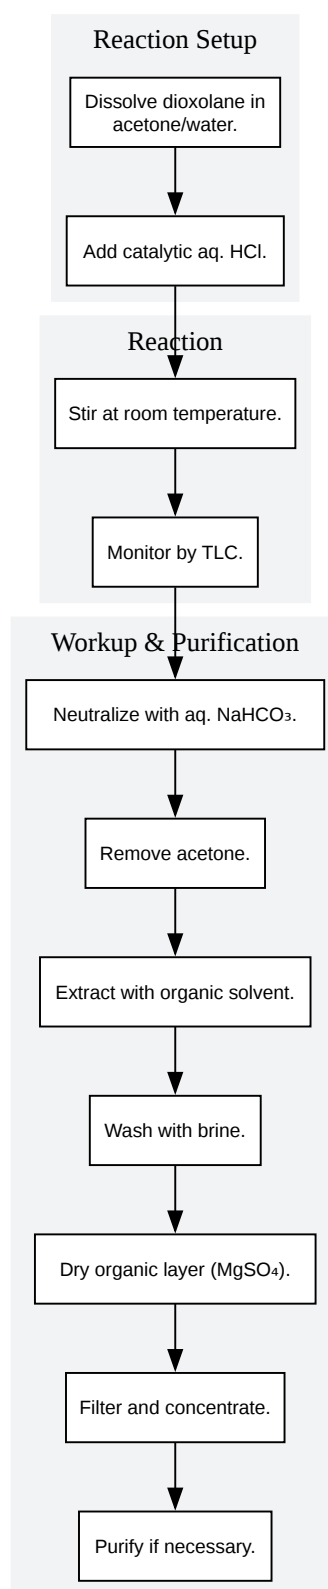 Reaction Setup
Dissolve dioxolane in
acetone/water.
Add catalytic aq. HCl.
Reaction
Stir at room temperature.
Monitor by TLC.
Workup & Purification
Neutralize with aq. NaHCO₃.
Remove acetone.
Extract with organic solvent.
Wash with brine.
Dry organic layer (MgSO₄).
Filter and concentrate.
Purify if necessary.